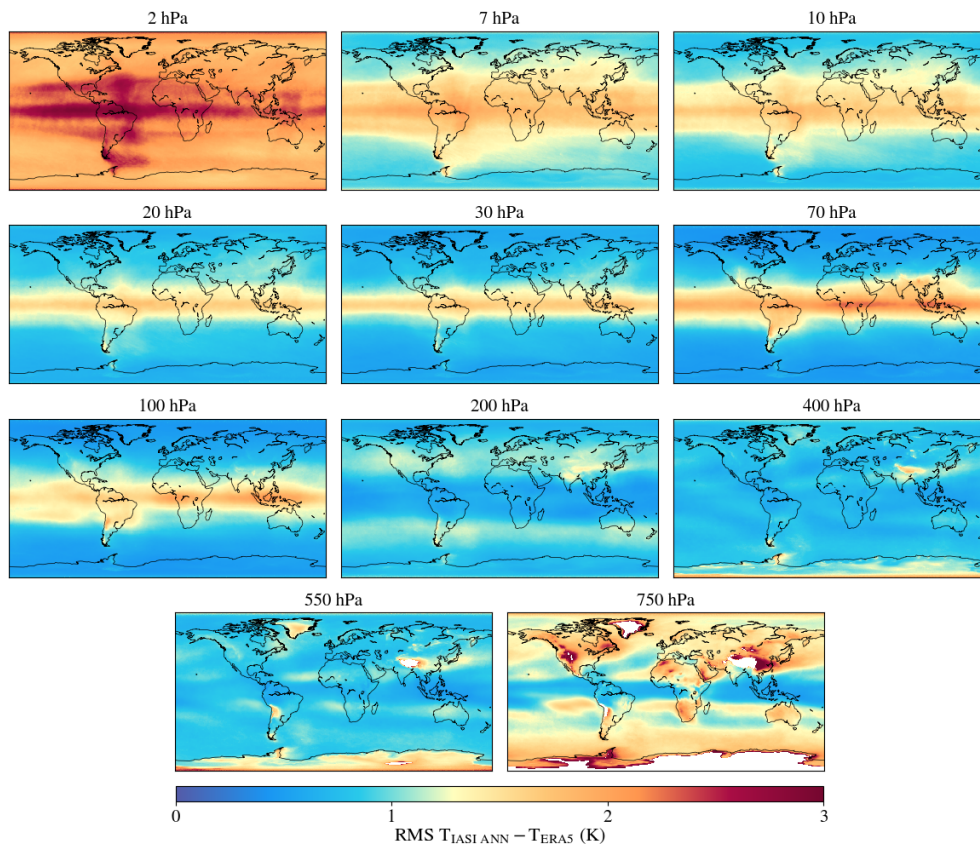 2 hPa
7 hPa
10 hPa
20 hPa
30 hPa
70 hPa
100 hPa
200 hPa
400 hPa
550 hPa
750 hPa
0
1
2
3
RMS T_IASI ANN − T_ERA5 (K)